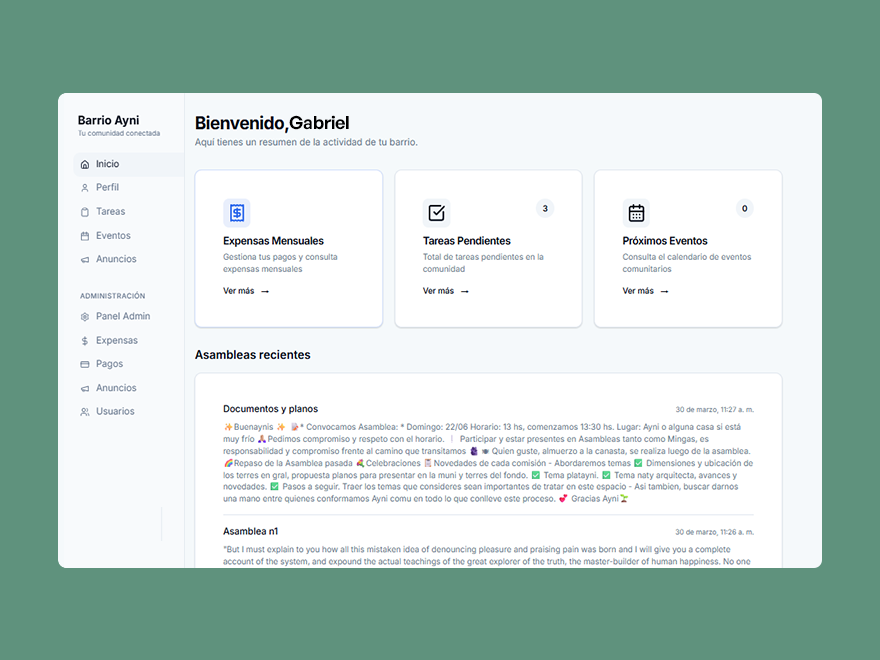 Barrio Ayni
Tu comunidad conectada
Inicio
Perfil
Tareas
Eventos
Anuncios
ADMINISTRACIÓN
Panel Admin
Expensas
Pagos
Anuncios
Usuarios
Bienvenido,Gabriel
Aquí tienes un resumen de la actividad de tu barrio.
Expensas Mensuales
Gestiona tus pagos y consulta
expensas mensuales
Ver más →
3
Tareas Pendientes
Total de tareas pendientes en la
comunidad
Ver más →
0
Próximos Eventos
Consulta el calendario de eventos
comunitarios
Ver más →
Asambleas recientes
Documentos y planos
30 de marzo, 11:27 a. m.
✨Buenaynis ✨ * Convocamos Asamblea: * Domingo: 22/06 Horario: 13 hs, comenzamos 13:30 hs. Lugar: Ayni o alguna casa si está
muy frío Pedimos compromiso y respeto con el horario. | Participar y estar presentes en Asambleas tanto como Mingas, es
responsabilidad y compromiso frente al camino que transitamos Quien guste, almuerzo a la canasta, se realiza luego de la asamblea.
🌈Repaso de la Asamblea pasada Celebraciones Novedades de cada comisión - Abordaremos temas ✅ Dimensiones y ubicación de
los terres en gral, propuesta planos para presentar en la muni y terres del fondo. ✅ Tema platayni. ✅ Tema naty arquitecta, avances y
novedades. ✅ Pasos a seguir. Traer los temas que consideres sean importantes de tratar en este espacio - Asi tambien, buscar darnos
una mano entre quienes conformamos Ayni comu en todo lo que conlleve este proceso. 💕 Gracias Ayni🌱
Asamblea n1
30 de marzo, 11:26 a. m.
"But I must explain to you how all this mistaken idea of denouncing pleasure and praising pain was born and I will give you a complete
account of the system, and expound the actual teachings of the great explorer of the truth, the master-builder of human happiness. No one